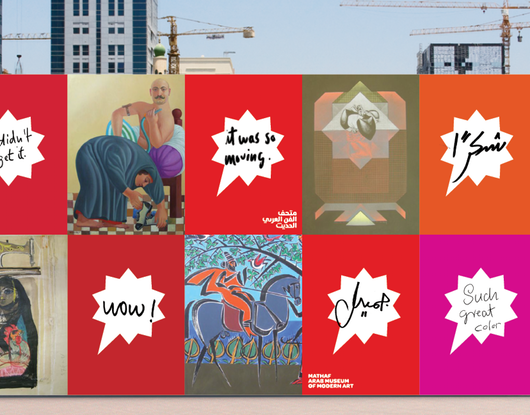 didn't
get it.
it was so
moving.
متحف
الفن العربي
الحديث
شكرًا
wow!
جميل
MATHAF
ARAB MUSEUM
OF MODERN ART
Such
great
color